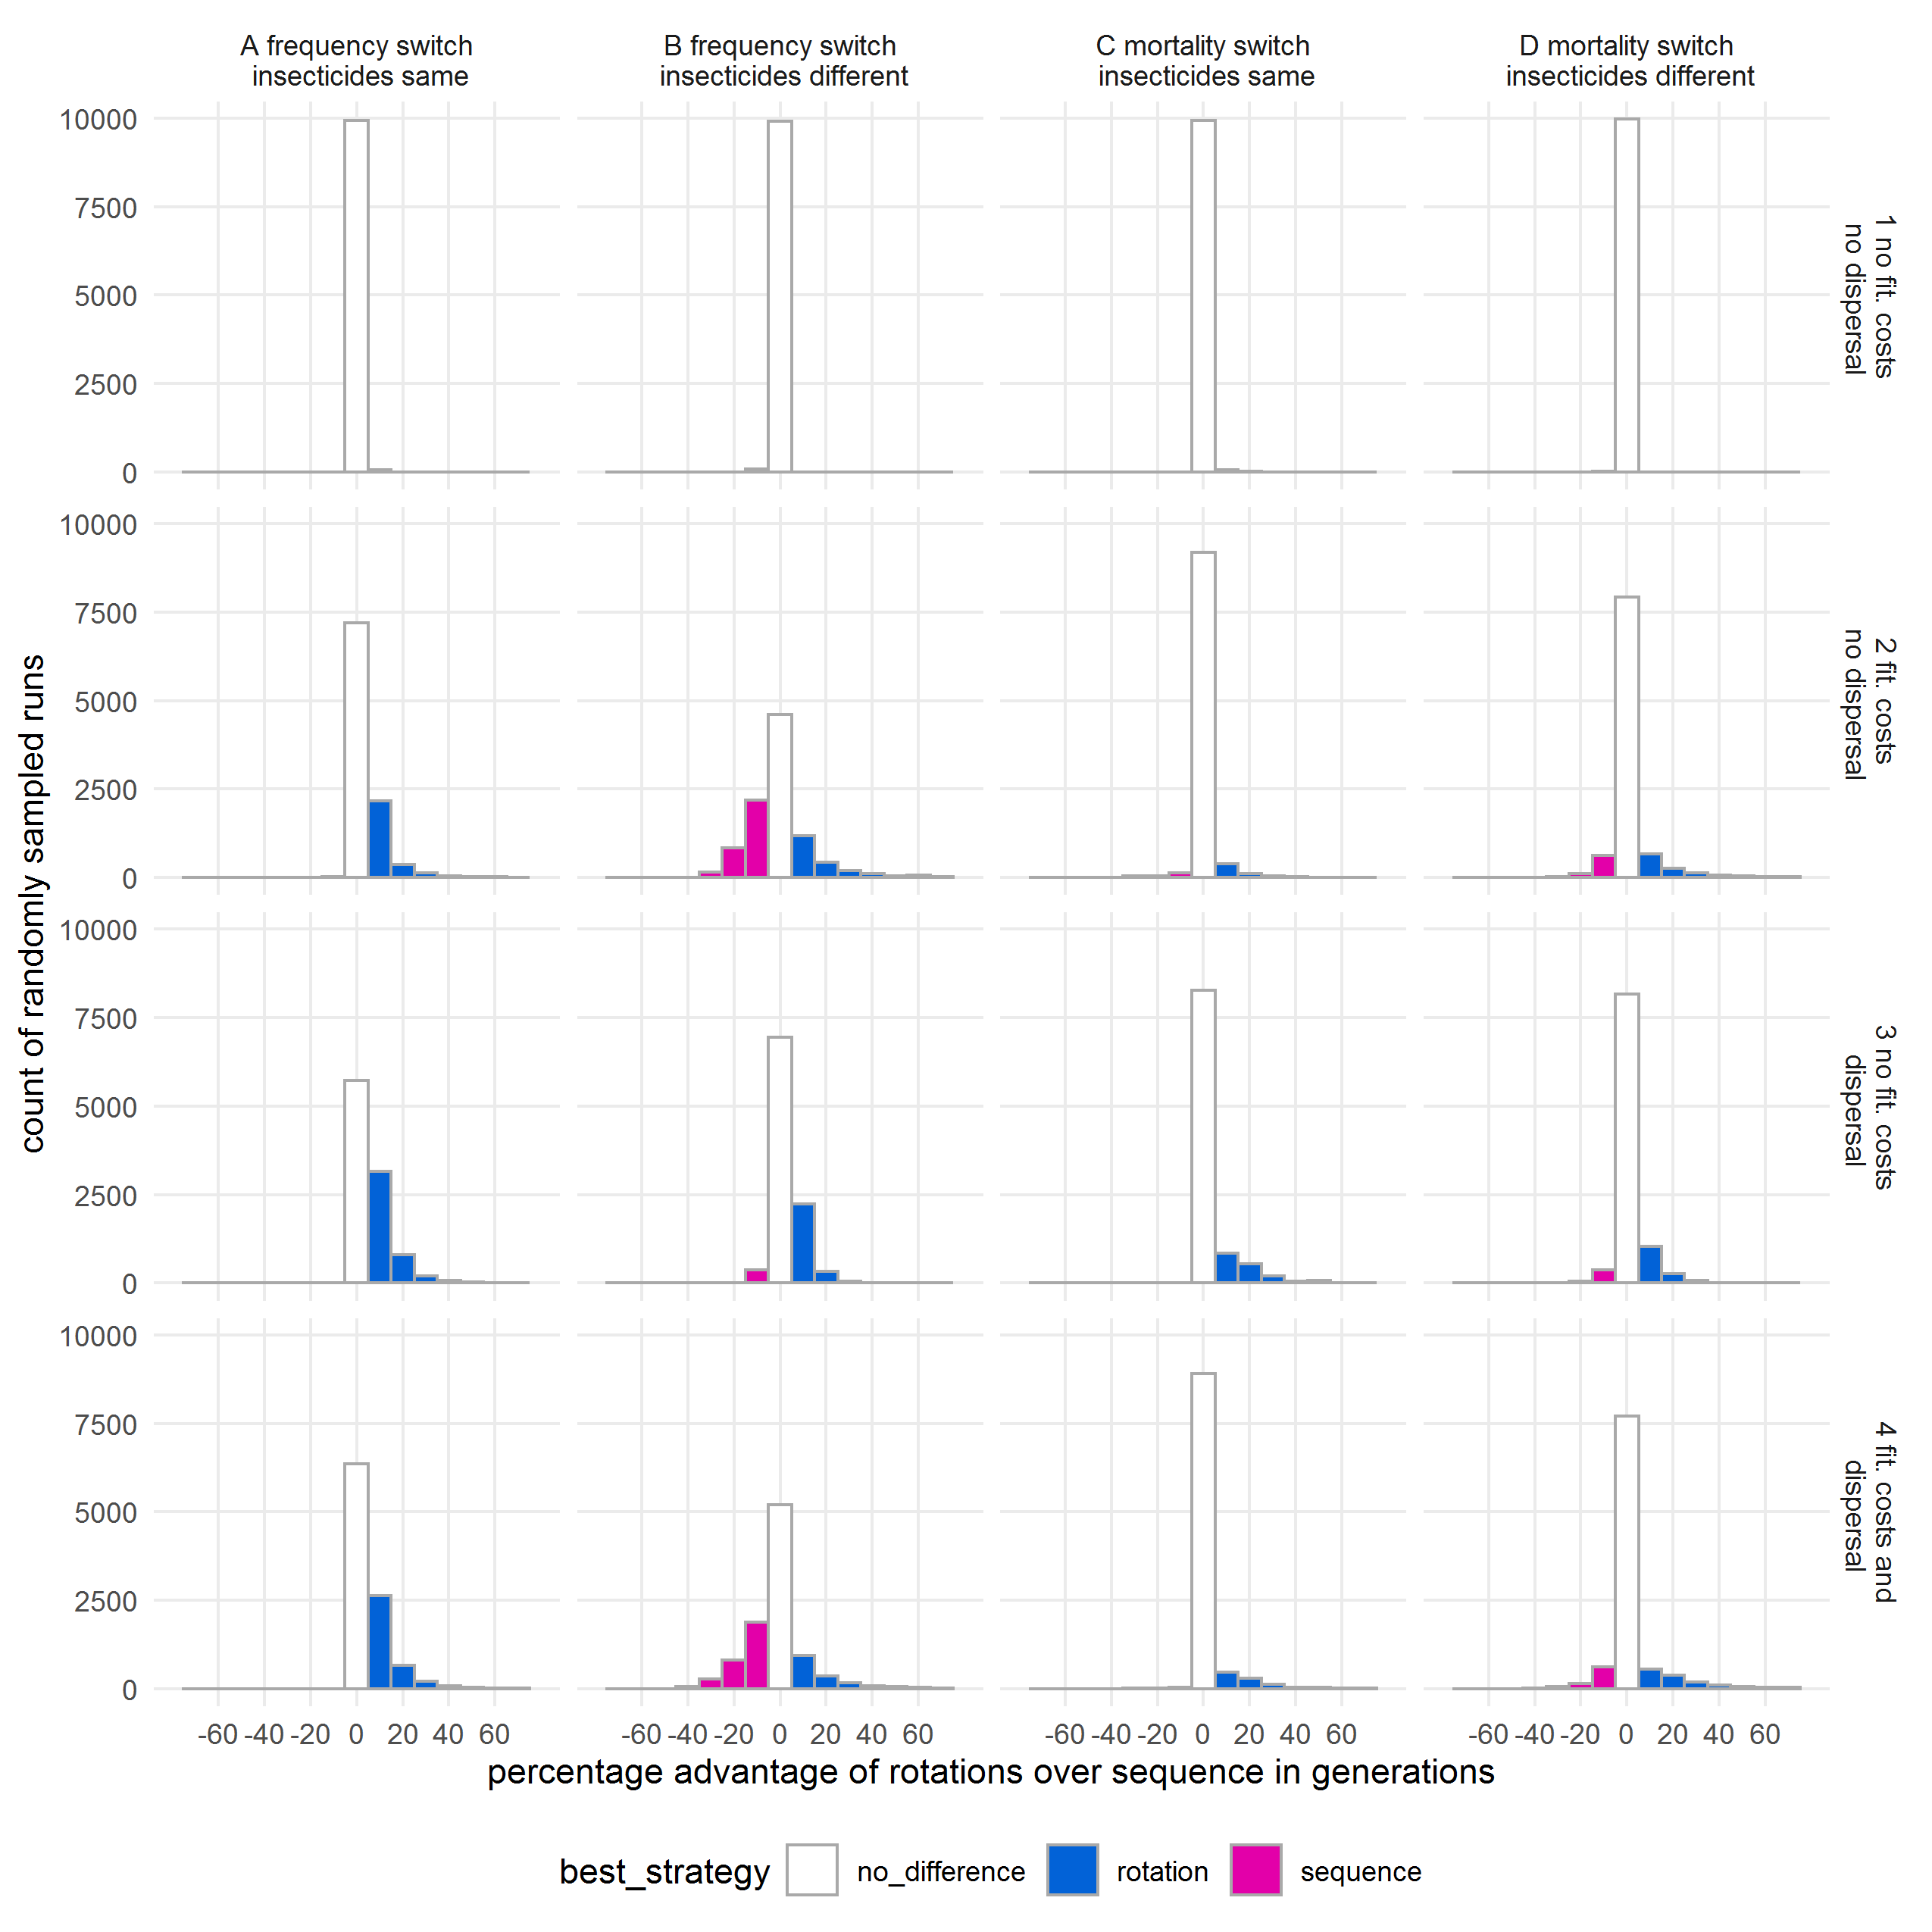 A frequency switch
insecticides same
B frequency switch
insecticides different
C mortality switch
insecticides same
D mortality switch
insecticides different
10000
7500
5000
2500
0
1 no fit. costs
no dispersal
10000
7500
5000
2500
0
2 fit. costs
no dispersal
10000
7500
5000
2500
0
3 no fit. costs
dispersal
10000
7500
5000
2500
0
4 fit. costs and
dispersal
count of randomly sampled runs
-60 -40 -20 0 20 40 60
-60 -40 -20 0 20 40 60
-60 -40 -20 0 20 40 60
-60 -40 -20 0 20 40 60
percentage advantage of rotations over sequence in generations
best_strategy no_difference rotation sequence